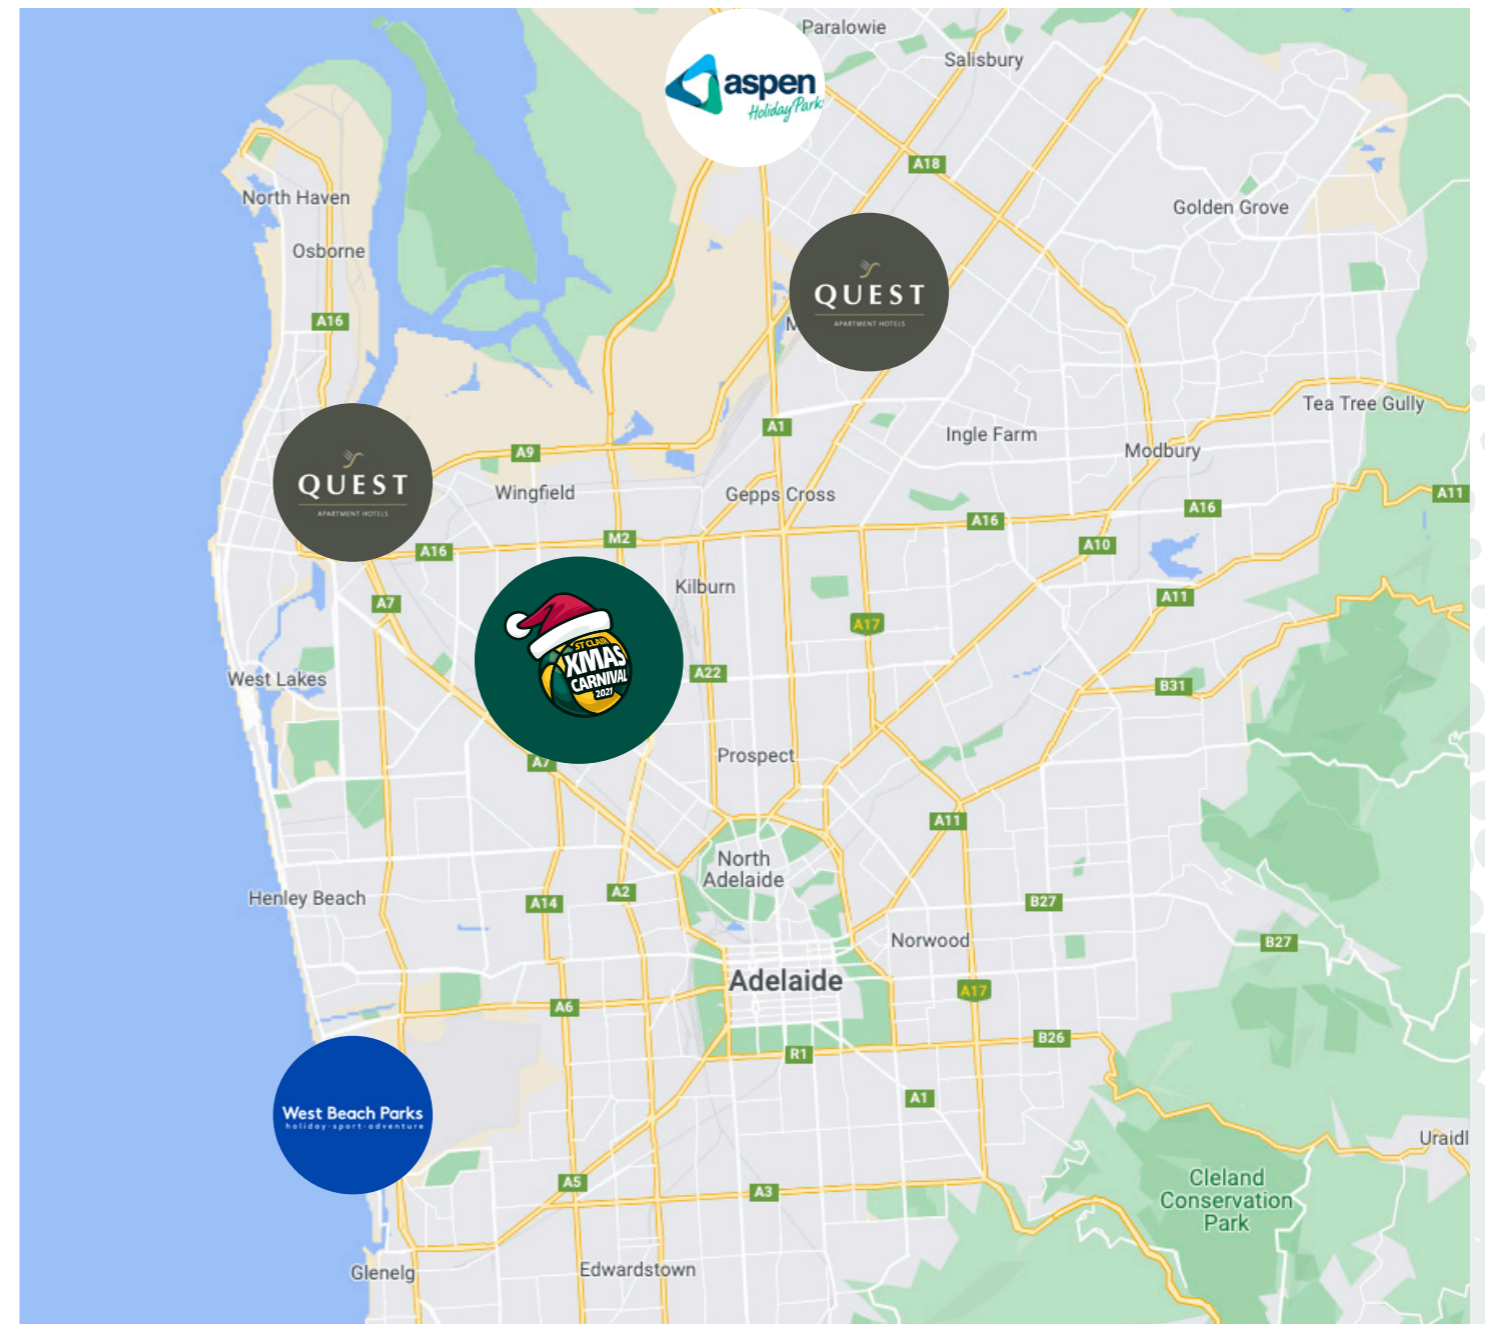 Paralowie
Salisbury
aspen
Holiday Parks
A18
North Haven
Golden Grove
Osborne
QUEST
APARTMENT HOTELS
A16
Tea Tree Gully
A1
Ingle Farm
Modbury
A9
QUEST
APARTMENT HOTELS
Wingfield
Gepps Cross
A11
A16
A16
M2
A16
A10
Kilburn
A7
A11
A17
ST CLAIR
XMAS
CARNIVAL
2021
West Lakes
A22
B31
Prospect
A7
A11
North
Adelaide
Henley Beach
A14
A2
B27
Norwood
B27
Adelaide
A17
A6
B26
R1
A1
West Beach Parks
holiday-sport-adventure
Uraidl
A5
A3
Cleland
Conservation
Park
Glenelg
Edwardstown